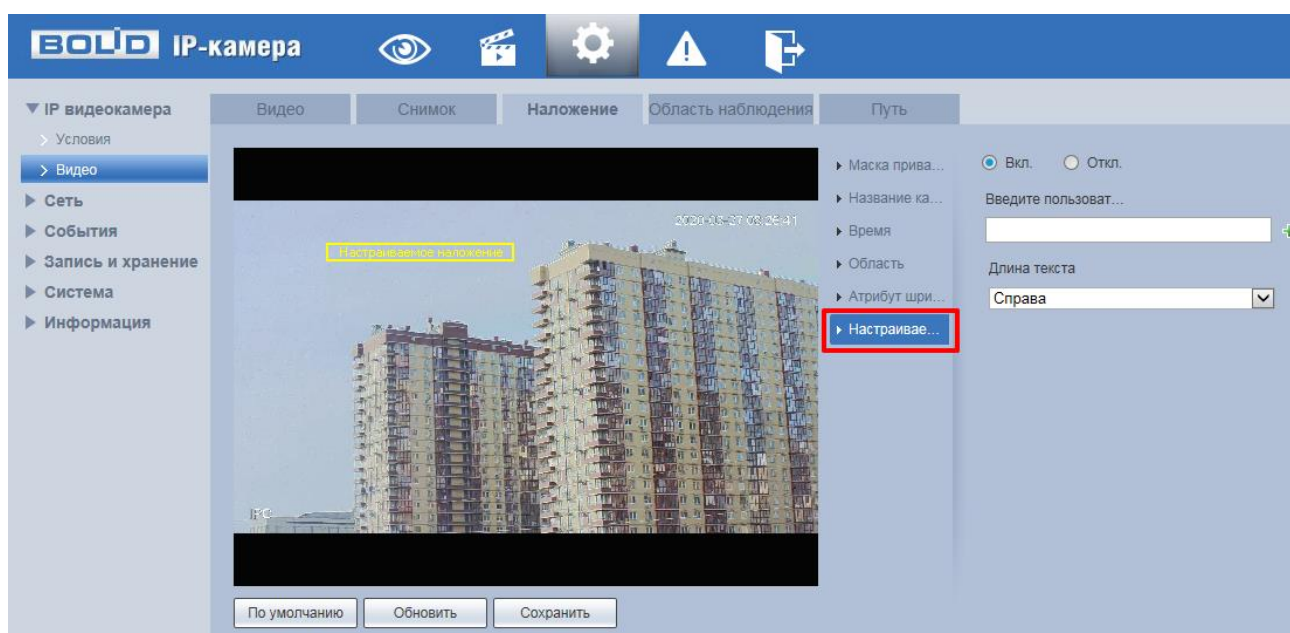 BOLID IP-камера
IP видеокамера
Условия
Видео
Сеть
События
Запись и хранение
Система
Информация
Видео Снимок Наложение Область наблюдения Путь
Настраиваемое наложение
IPC
Маска прива...
Название ка...
Время
Область
Атрибут шри...
Настраивае...
Вкл. Откл.
Введите пользоват...
Длина текста
Справа
По умолчанию Обновить Сохранить